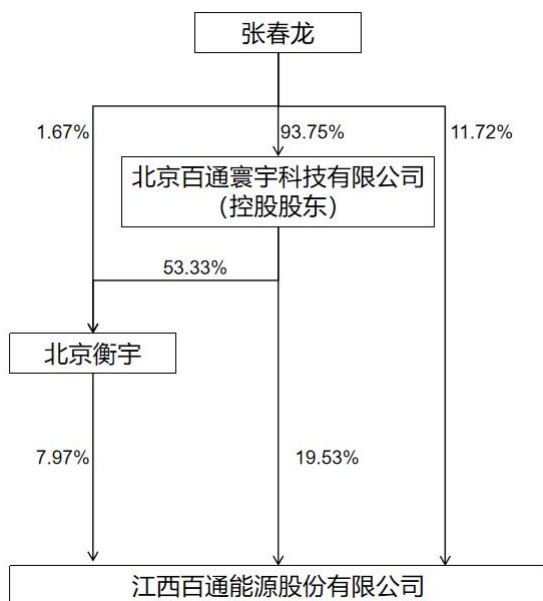 张春龙
1.67%
93.75%
11.72%
北京百通寰宇科技有限公司
（控股股东）
53.33%
北京衡宇
7.97%
19.53%
江西百通能源股份有限公司